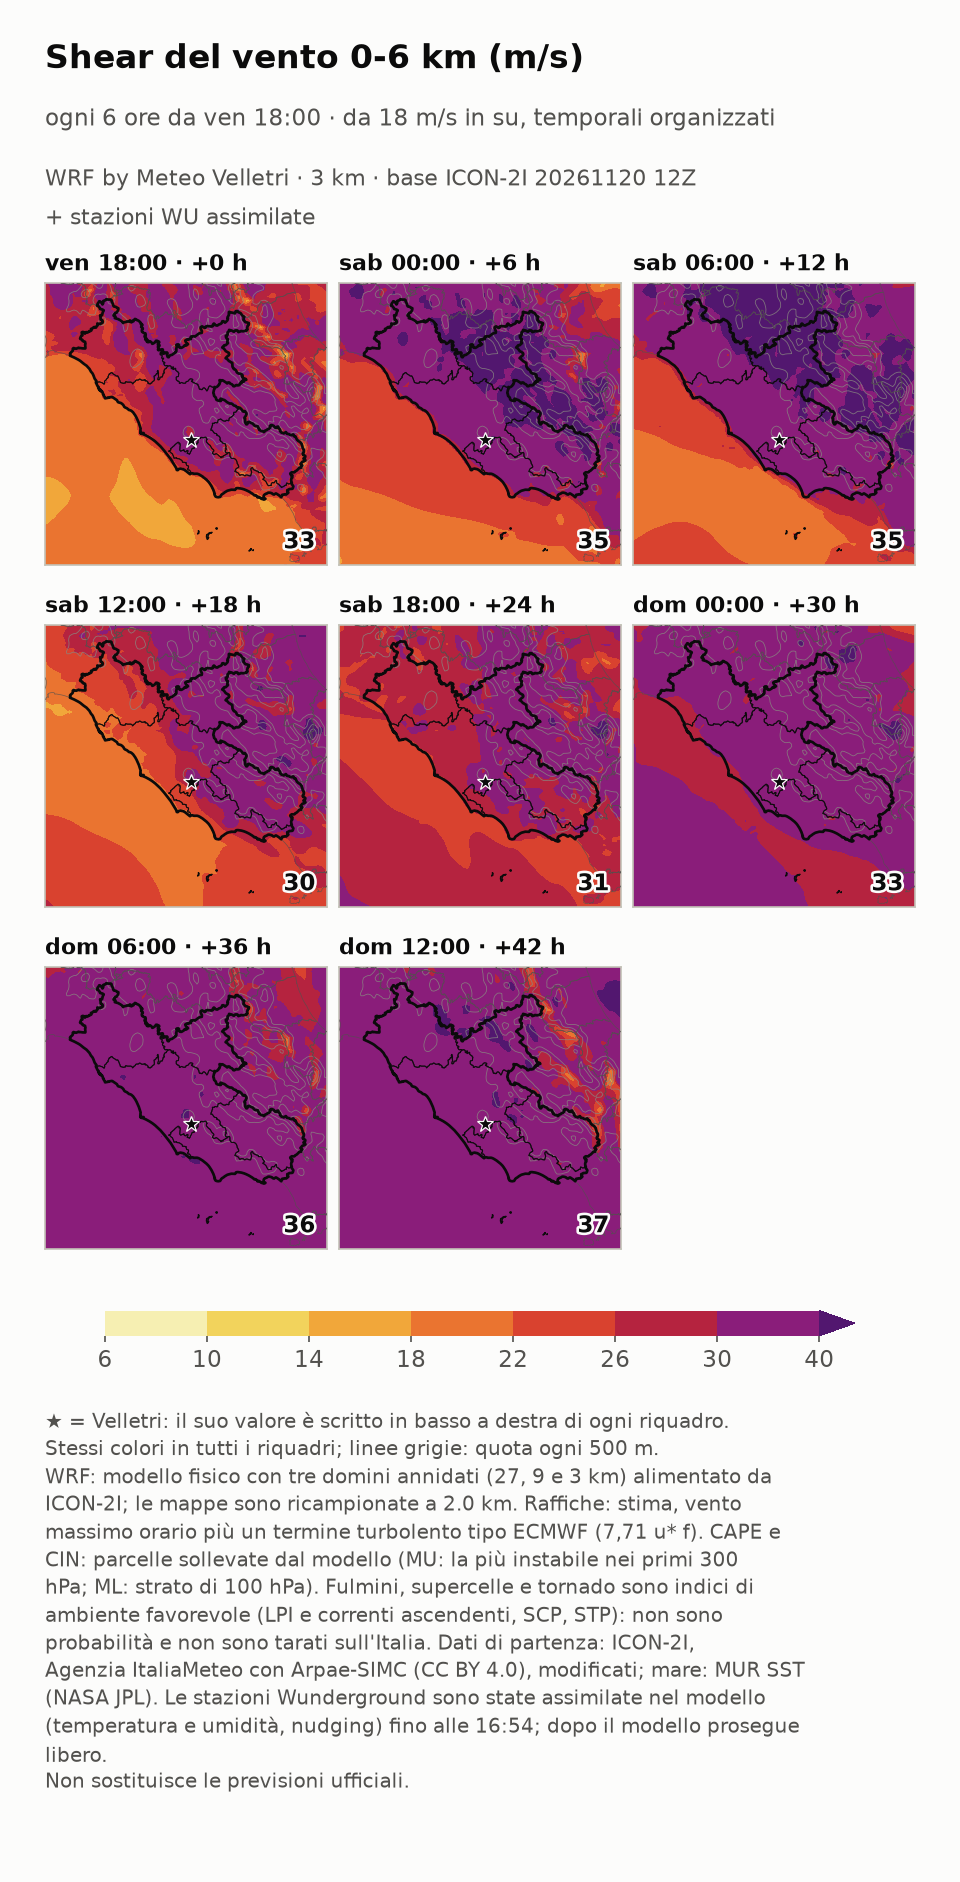 Shear del vento 0-6 km (m/s)
ogni 6 ore da ven 18:00 · da 18 m/s in su, temporali organizzati
WRF by Meteo Velletri · 3 km · base ICON-2I 20261120 12Z
+ stazioni WU assimilate
ven 18:00 · +0 h
sab 00:00 · +6 h
sab 06:00 · +12 h
33
35
35
sab 12:00 · +18 h
sab 18:00 · +24 h
dom 00:00 · +30 h
30
31
33
dom 06:00 · +36 h
dom 12:00 · +42 h
36
37
6 10 14 18 22 26 30 40
★ = Velletri: il suo valore è scritto in basso a destra di ogni riquadro.
Stessi colori in tutti i riquadri; linee grigie: quota ogni 500 m.
WRF: modello fisico con tre domini annidati (27, 9 e 3 km) alimentato da
ICON-2I; le mappe sono ricampionate a 2.0 km. Raffiche: stima, vento
massimo orario più un termine turbolento tipo ECMWF (7,71 u* f). CAPE e
CIN: parcelle sollevate dal modello (MU: la più instabile nei primi 300
hPa; ML: strato di 100 hPa). Fulmini, supercelle e tornado sono indici di
ambiente favorevole (LPI e correnti ascendenti, SCP, STP): non sono
probabilità e non sono tarati sull'Italia. Dati di partenza: ICON-2I,
Agenzia ItaliaMeteo con Arpae-SIMC (CC BY 4.0), modificati; mare: MUR SST
(NASA JPL). Le stazioni Wunderground sono state assimilate nel modello
(temperatura e umidità, nudging) fino alle 16:54; dopo il modello prosegue
libero.
Non sostituisce le previsioni ufficiali.